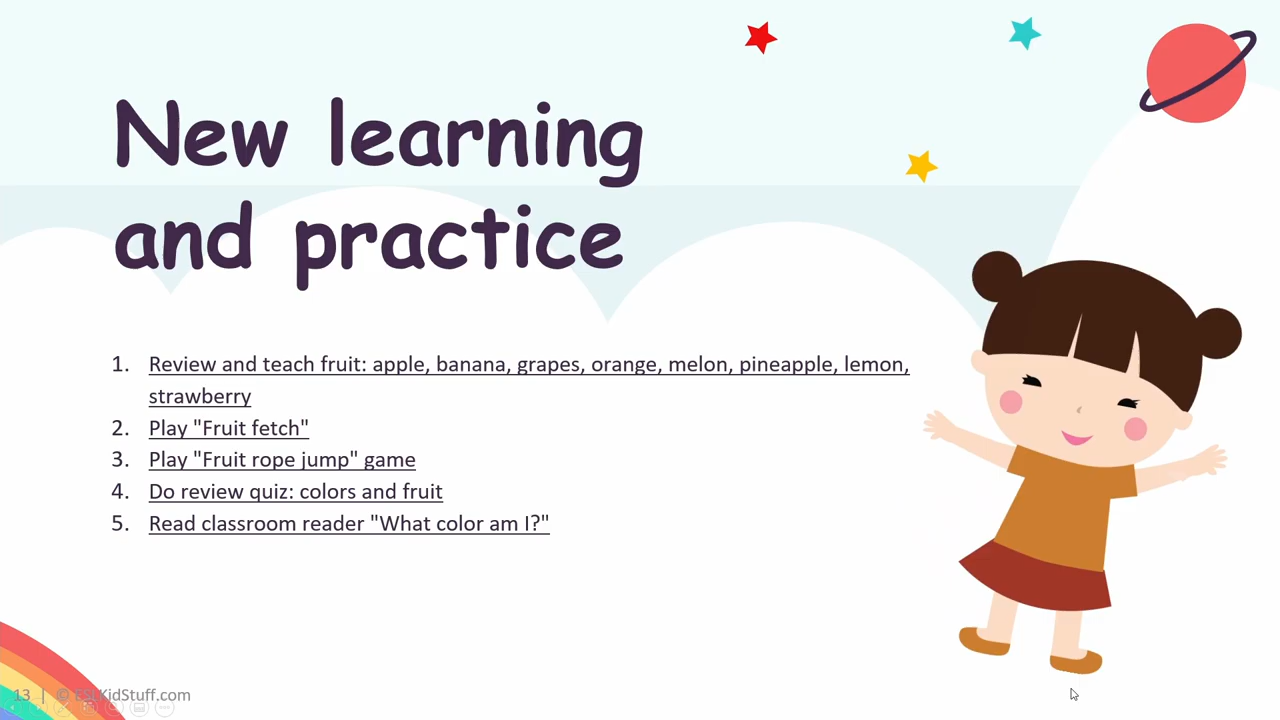 New learning
and practice
1. Review and teach fruit: apple, banana, grapes, orange, melon, pineapple, lemon,
strawberry
2. Play "Fruit fetch"
3. Play "Fruit rope jump" game
4. Do review quiz: colors and fruit
5. Read classroom reader "What color am I?"
13 | © ESLKidStuff.com